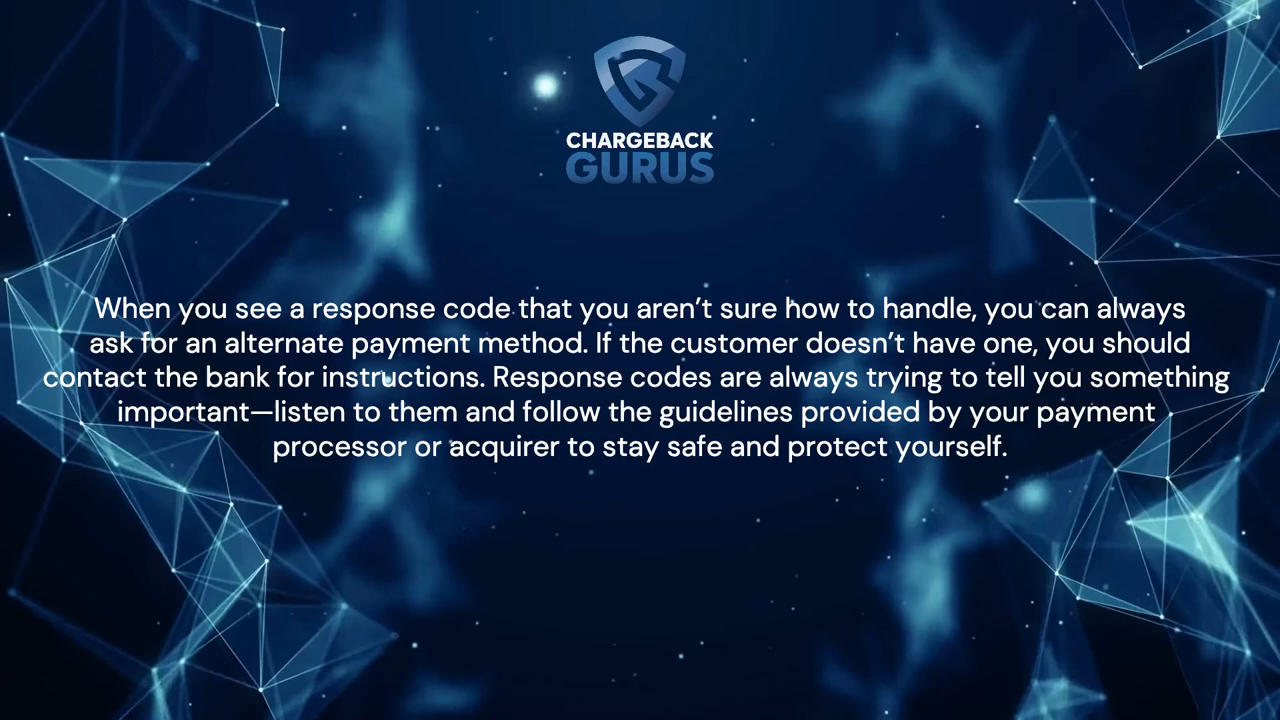 CHARGEBACK
GURUS
When you see a response code that you aren’t sure how to handle, you can always
ask for an alternate payment method. If the customer doesn’t have one, you should
contact the bank for instructions. Response codes are always trying to tell you something
important—listen to them and follow the guidelines provided by your payment
processor or acquirer to stay safe and protect yourself.